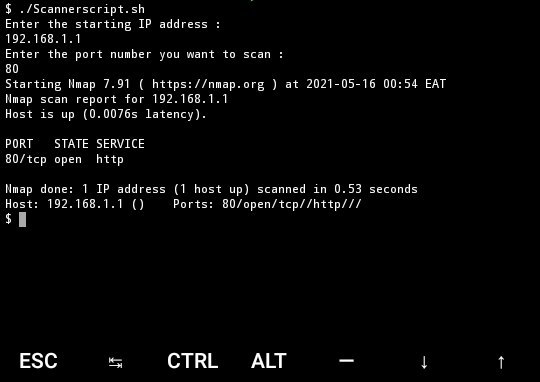 $ ./Scannerscript.sh
Enter the starting IP address :
192.168.1.1
Enter the port number you want to scan :
80
Starting Nmap 7.91 ( https://nmap.org ) at 2021-05-16 00:54 EAT
Nmap scan report for 192.168.1.1
Host is up (0.0076s latency).
PORT   STATE SERVICE
80/tcp open  http
Nmap done: 1 IP address (1 host up) scanned in 0.53 seconds
Host: 192.168.1.1 ()    Ports: 80/open/tcp//http///
$
ESC ↹ CTRL ALT — ↓ ↑